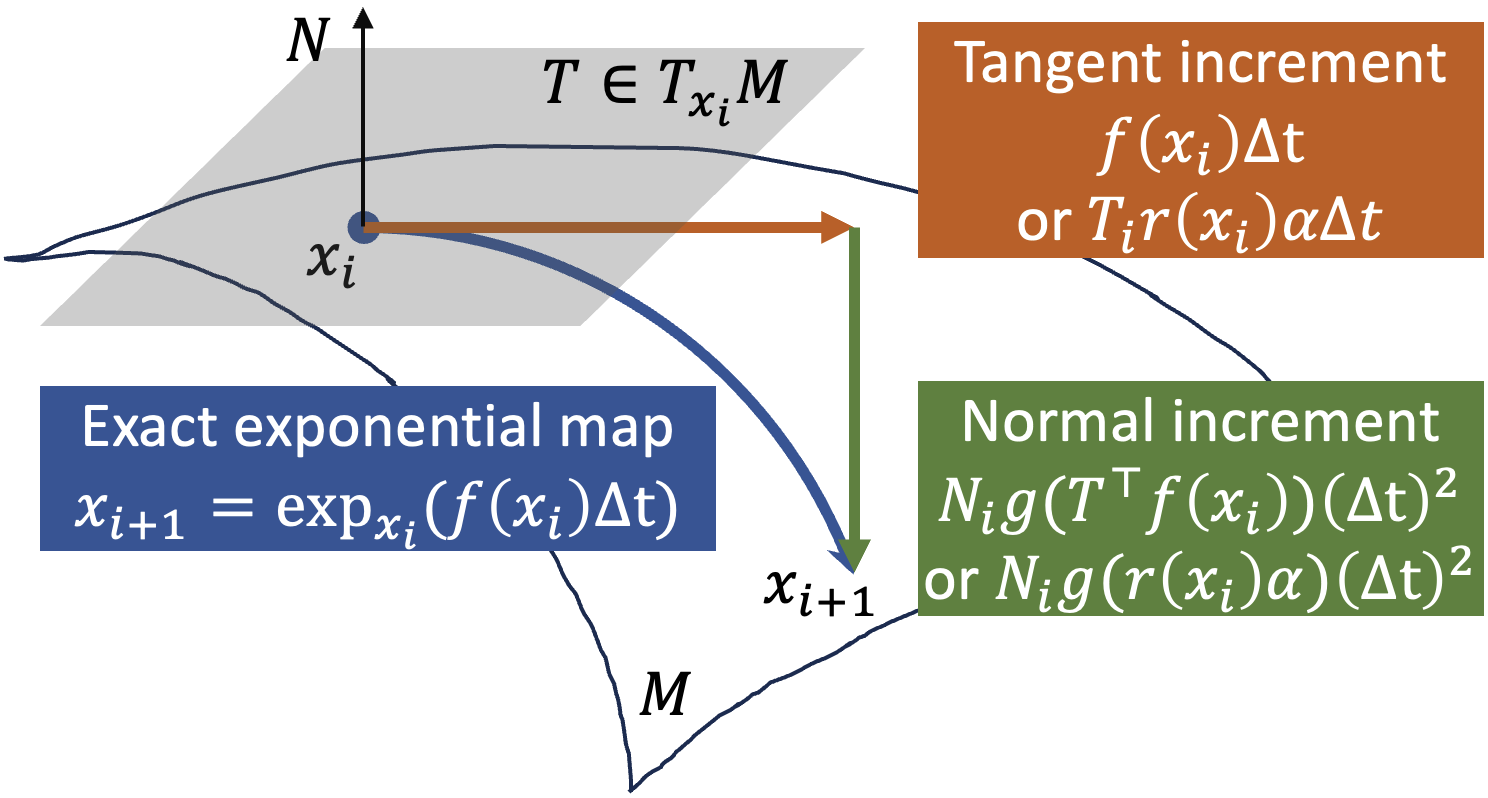 N
T ∈ T_{x_i}M
x_i
Tangent increment
f(x_i)Δt
or T_i r(x_i)αΔt
Exact exponential map
x_{i+1} = exp_{x_i}(f(x_i)Δt)
Normal increment
N_i g(T^⊤ f(x_i))(Δt)^2
or N_i g(r(x_i)α)(Δt)^2
x_{i+1}
M